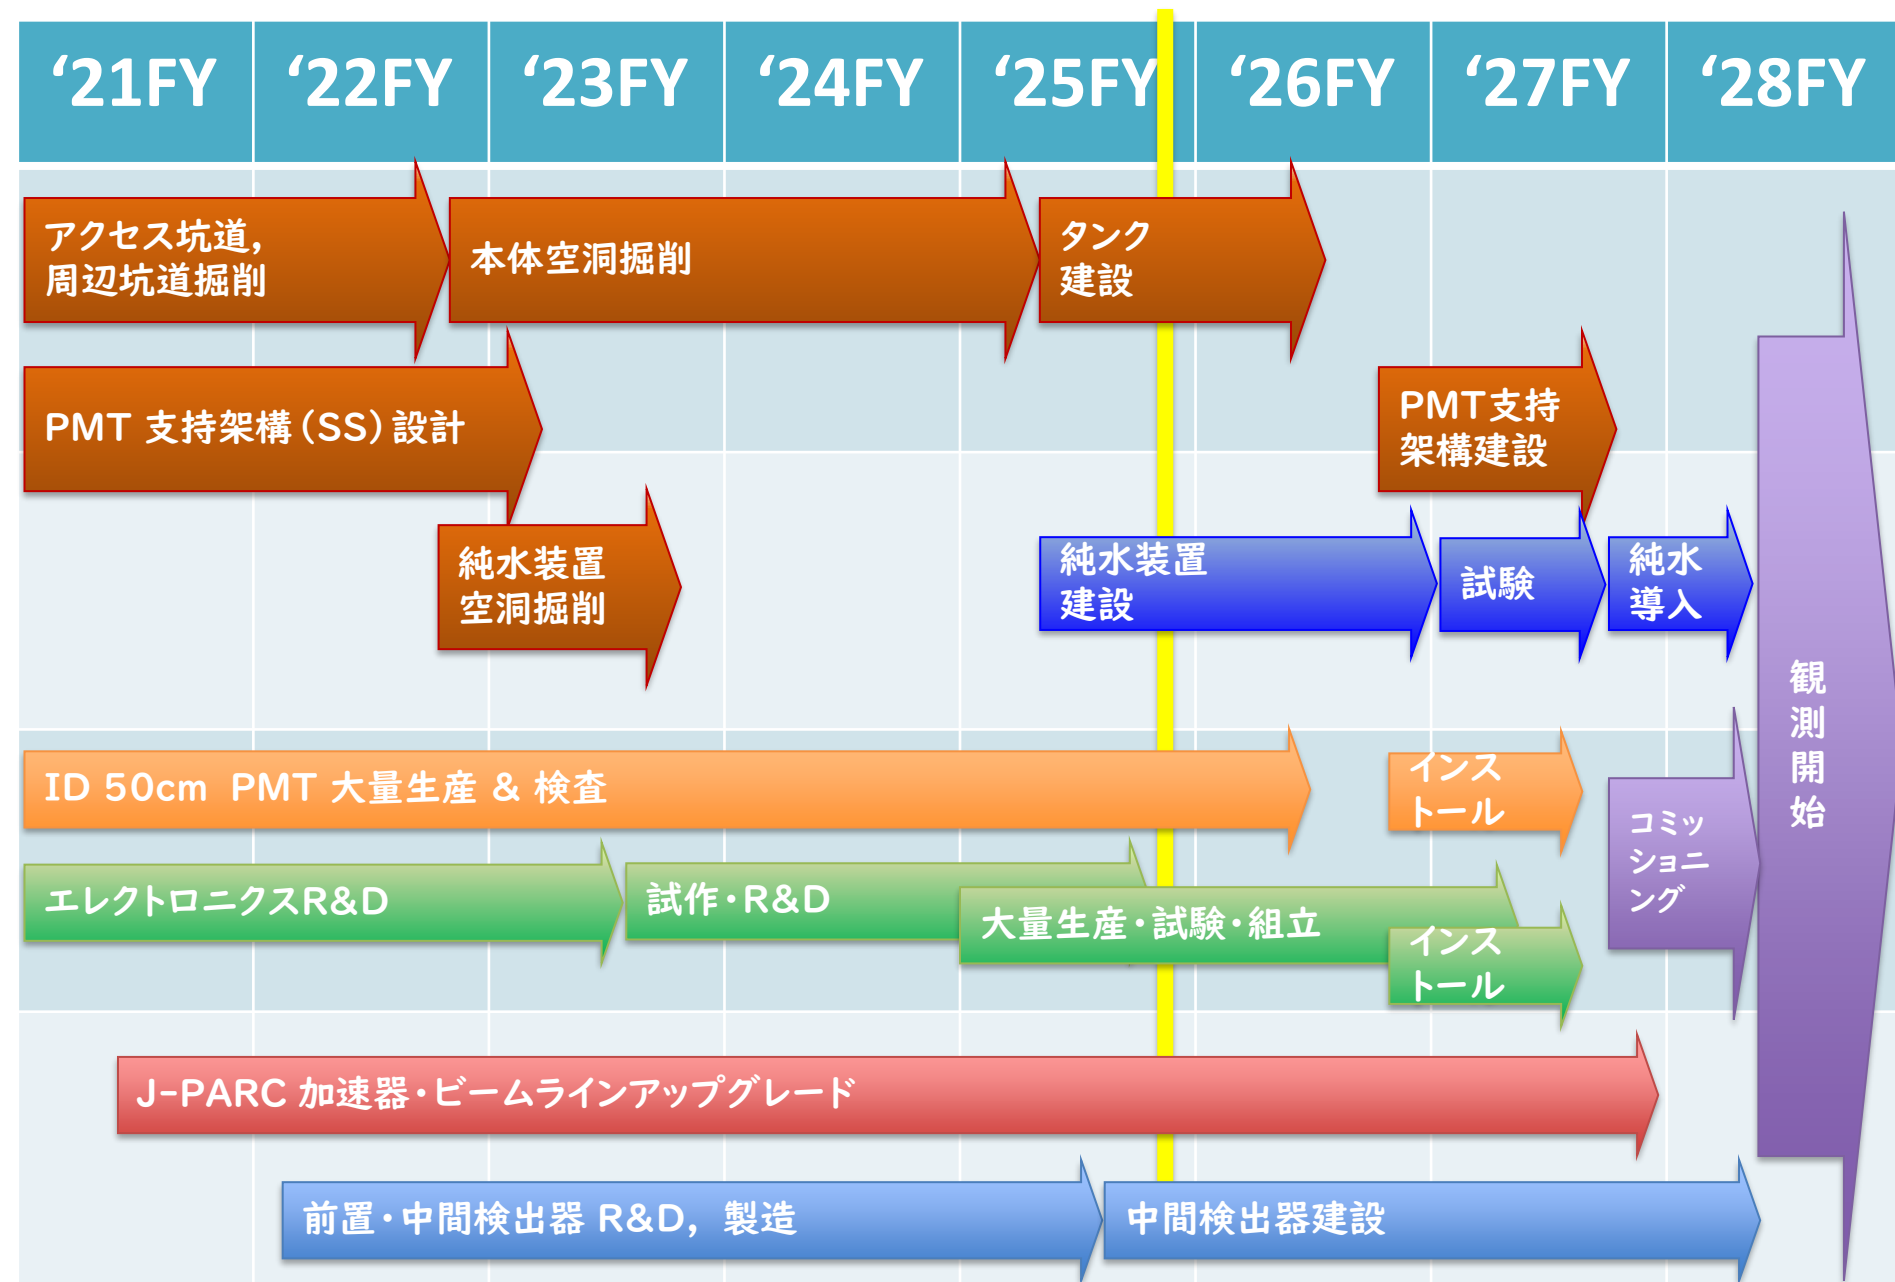 ‘21FY ‘22FY ‘23FY ‘24FY ‘25FY ‘26FY ‘27FY ‘28FY
アクセス坑道,
周辺坑道掘削
本体空洞掘削
タンク
建設
PMT 支持架構(SS)設計
PMT支持
架構建設
純水装置
空洞掘削
純水装置
建設
試験
純水
導入
観
測
開
始
ID 50cm PMT 大量生産 & 検査
インス
トール
コミッ
ショニ
ング
エレクトロニクスR&D
試作・R&D
大量生産・試験・組立
インス
トール
J-PARC 加速器・ビームラインアップグレード
前置・中間検出器 R&D, 製造
中間検出器建設